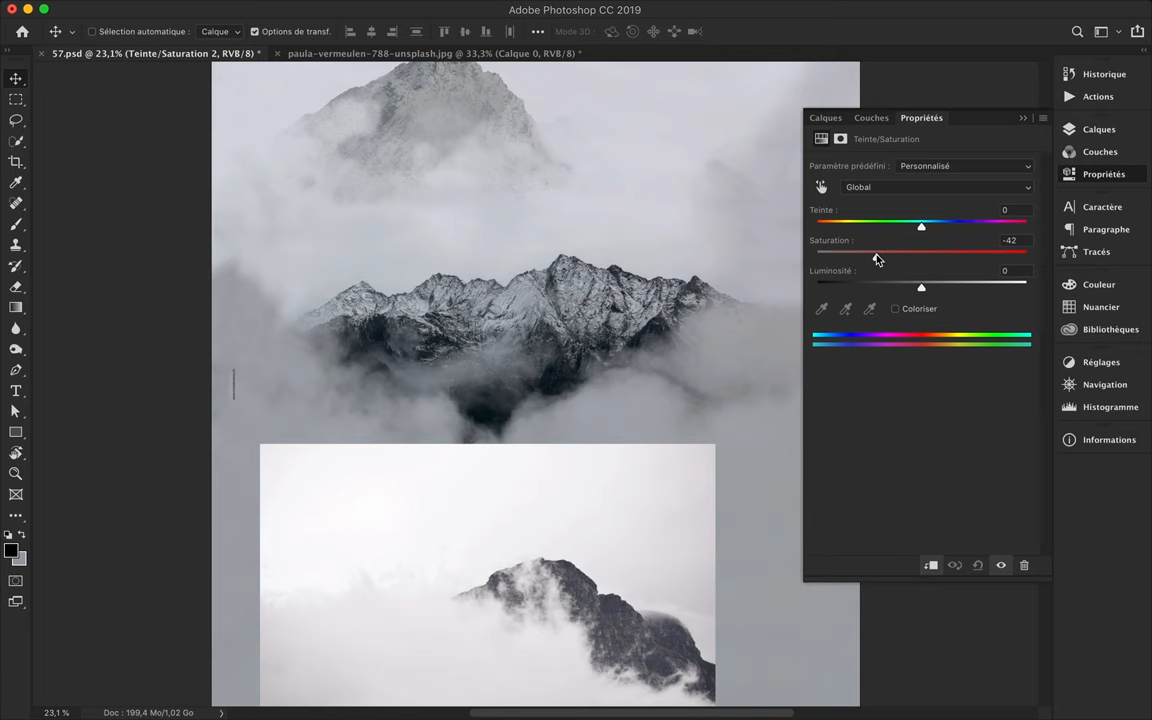 Adobe Photoshop CC 2019
Sélection automatique : Calque Options de transf. Mode 3D :
57.psd @ 23,1% (Teinte/Saturation 2, RVB/8) * paula-vermeulen-788-unsplash.jpg @ 33,3% (Calque 0, RVB/8) *
Calques Couches Propriétés
Teinte/Saturation
Paramètre prédéfini : Personnalisé
Global
Teinte : 0
Saturation : -42
Luminosité : 0
Coloriser
Historique
Actions
Calques
Couches
Propriétés
Caractère
Paragraphe
Tracés
Couleur
Nuancier
Bibliothèques
Réglages
Navigation
Histogramme
Informations
23,1 % Doc : 199,4 Mo/1,02 Go